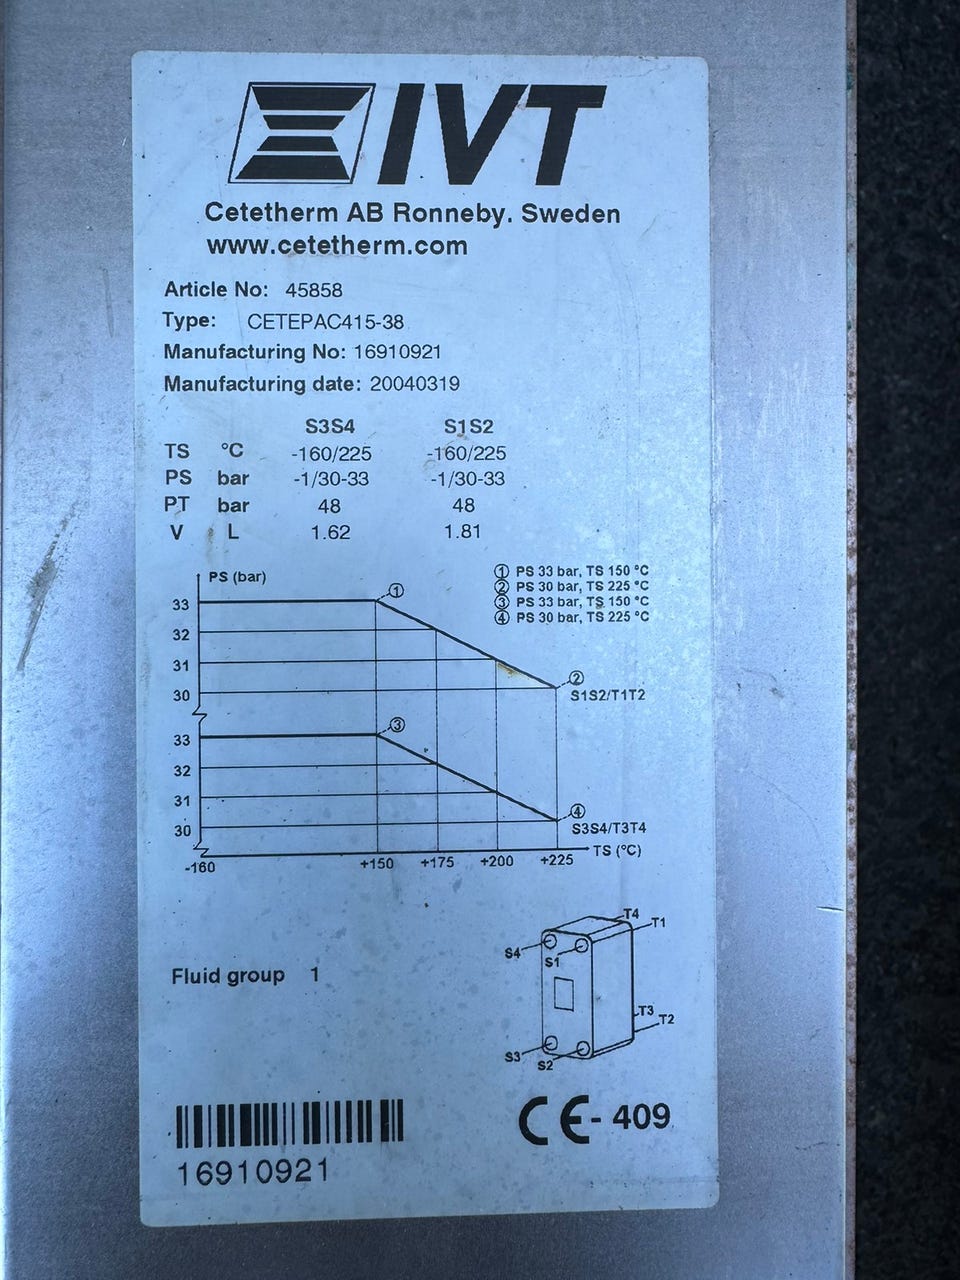 IVT
Cetetherm AB Ronneby. Sweden
www.cetetherm.com
Article No: 45858
Type: CETEPAC415-38
Manufacturing No: 16910921
Manufacturing date: 20040319
S3S4 S1S2
TS °C -160/225 -160/225
PS bar -1/30-33 -1/30-33
PT bar 48 48
V L 1.62 1.81
PS (bar)
① PS 33 bar, TS 150 °C
② PS 30 bar, TS 225 °C
③ PS 33 bar, TS 150 °C
④ PS 30 bar, TS 225 °C
33 ①
32
31
30 ②
S1S2/T1T2
33 ③
32
31
30 ④
S3S4/T3T4
-160 +150 +175 +200 +225 TS (°C)
T4
T1
S4
S1
Fluid group 1
T3
T2
S3
S2
CE- 409
16910921